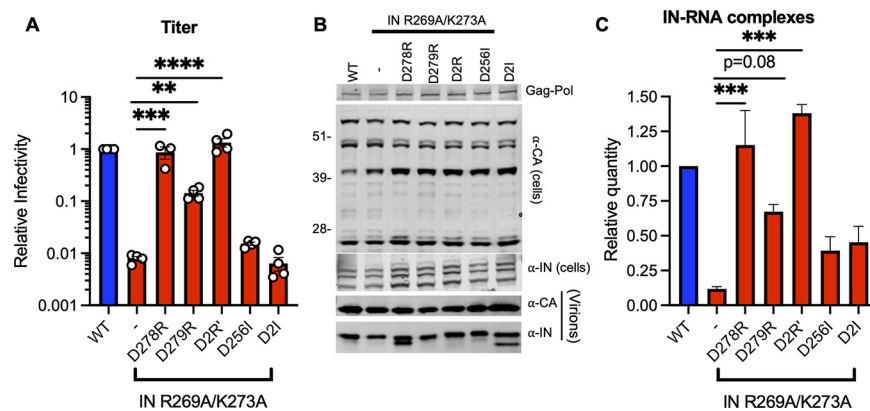 A
Titer
****
**
***
Relative Infectivity
10
1
0.1
0.01
0.001
WT
-
D278R
D279R
D2R'
D256I
D2I
IN R269A/K273A
B
IN R269A/K273A
WT
-
D278R
D279R
D2R
D256I
D2I
Gag-Pol
51-
39-
28-
α-CA (cells)
α-IN (cells)
α-CA
α-IN
(Virions)
C
IN-RNA complexes
***
p=0.08
***
Relative quantity
1.50
1.25
1.00
0.75
0.50
0.25
0.00
WT
-
D278R
D279R
D2R'
D256I
D2I
IN R269A/K273A